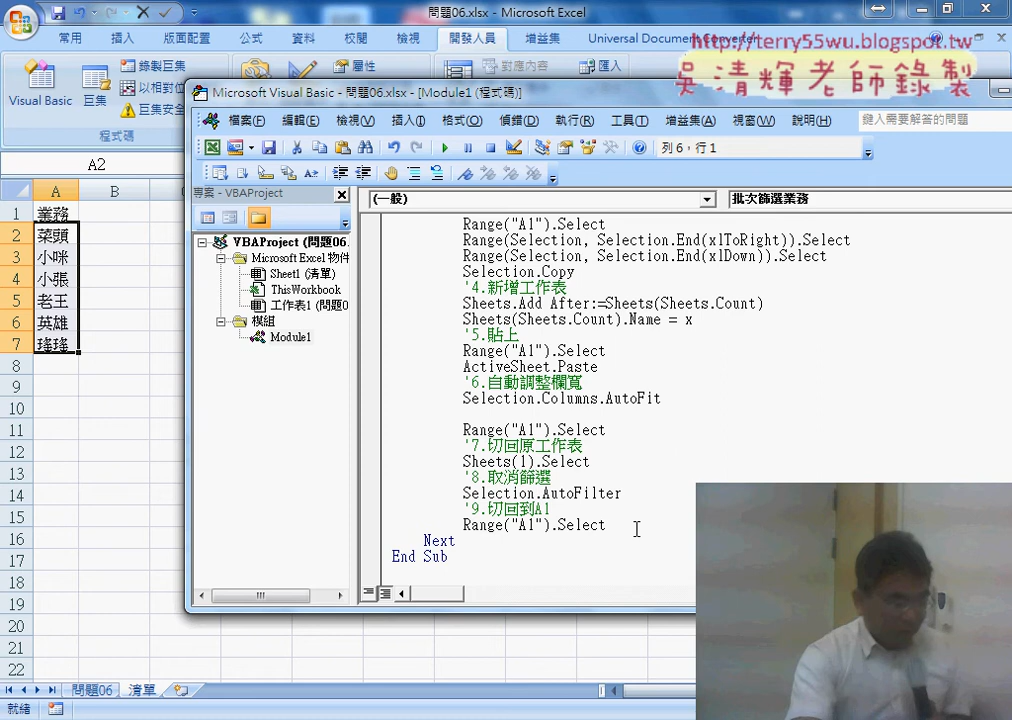 問題06.xlsx - Microsoft Excel
常用 插入 版面配置 公式 資料 校閱 檢視 開發人員 增益集 Universal Document Converter
http://terry55wu.blogspot.tw
吳清輝老師錄製
Visual Basic 巨集 錄製巨集 以相對位 巨集安全 屬性 對應內容 匯入
程式碼
A2
Microsoft Visual Basic - 問題06.xlsx - [Module1 (程式碼)]
檔案(F) 編輯(E) 檢視(V) 插入(I) 格式(O) 偵錯(D) 執行(R) 工具(T) 增益集(A) 視窗(W) 說明(H) 鍵入需要解答的問題
列 6，行 1
專案 - VBAProject
(一般) 批次篩選業務
VBAProject (問題06.
Microsoft Excel 物件
Sheet1 (清單)
ThisWorkbook
工作表1 (問題0
模組
Module1
Range("A1").Select
Range(Selection, Selection.End(xlToRight)).Select
Range(Selection, Selection.End(xlDown)).Select
Selection.Copy
'4.新增工作表
Sheets.Add After:=Sheets(Sheets.Count)
Sheets(Sheets.Count).Name = x
'5.貼上
Range("A1").Select
ActiveSheet.Paste
'6.自動調整欄寬
Selection.Columns.AutoFit
Range("A1").Select
'7.切回原工作表
Sheets(1).Select
'8.取消篩選
Selection.AutoFilter
'9.切回到A1
Range("A1").Select
Next
End Sub
A B
1 業務
2 菜頭
3 小咪
4 小張
5 老王
6 英雄
7 瑤瑤
8
9
10
11
12
13
14
15
16
17
18
19
20
21
22
問題06 清單
就緒